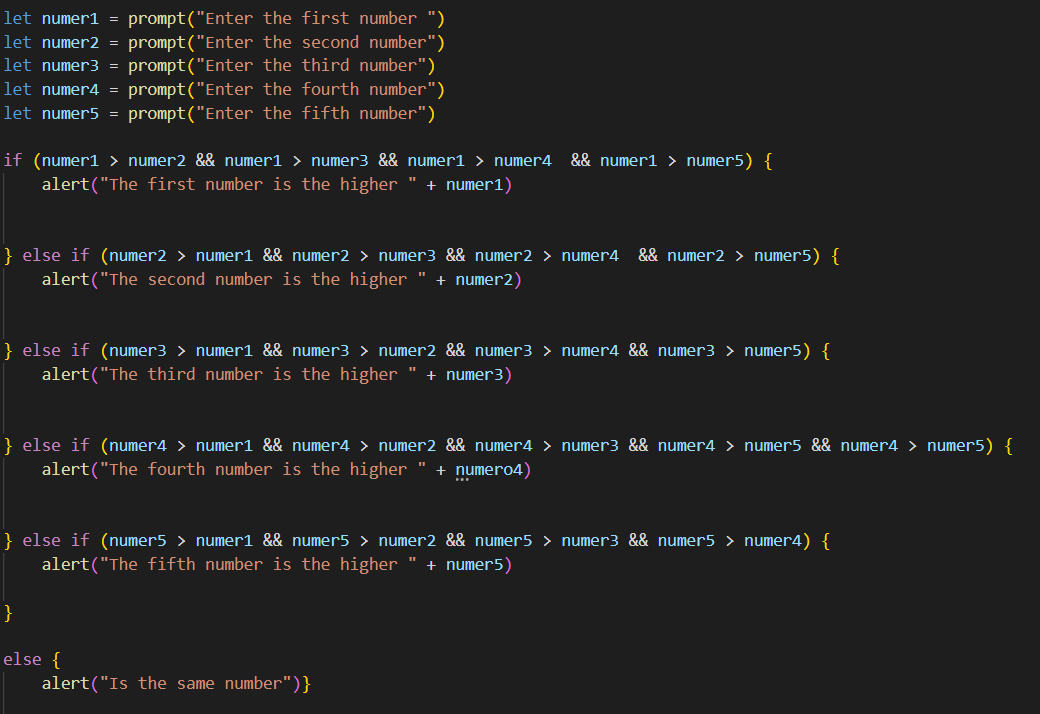 let numer1 = prompt("Enter the first number ")
let numer2 = prompt("Enter the second number")
let numer3 = prompt("Enter the third number")
let numer4 = prompt("Enter the fourth number")
let numer5 = prompt("Enter the fifth number")
if (numer1 > numer2 && numer1 > numer3 && numer1 > numer4  && numer1 > numer5) {
    alert("The first number is the higher " + numer1)
} else if (numer2 > numer1 && numer2 > numer3 && numer2 > numer4  && numer2 > numer5) {
    alert("The second number is the higher " + numer2)
} else if (numer3 > numer1 && numer3 > numer2 && numer3 > numer4 && numer3 > numer5) {
    alert("The third number is the higher " + numer3)
} else if (numer4 > numer1 && numer4 > numer2 && numer4 > numer3 && numer4 > numer5 && numer4 > numer5) {
    alert("The fourth number is the higher " + numero4)
} else if (numer5 > numer1 && numer5 > numer2 && numer5 > numer3 && numer5 > numer4) {
    alert("The fifth number is the higher " + numer5)
}
else {
    alert("Is the same number")}